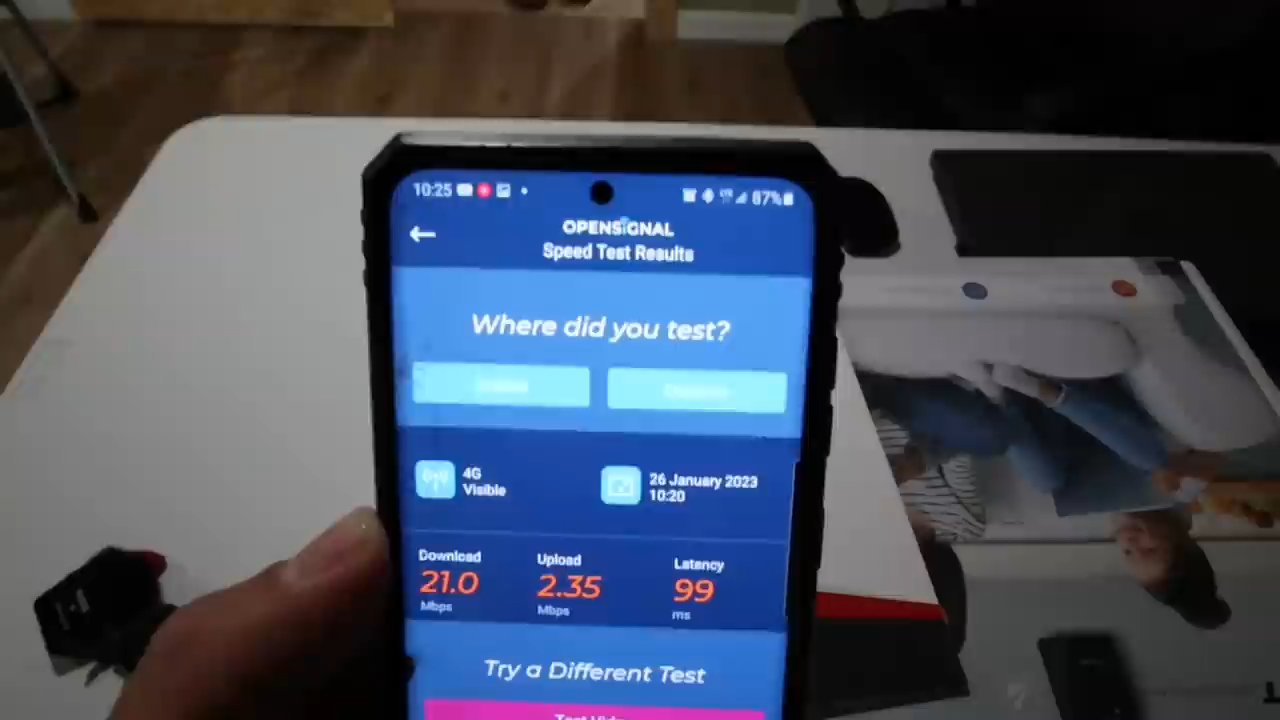 10:25
87%
OPENSIGNAL
Speed Test Results
Where did you test?
4G
Visible
26 January 2023
10:20
Download
Upload
Latency
21.0
2.35
99
Mbps
Mbps
ms
Try a Different Test